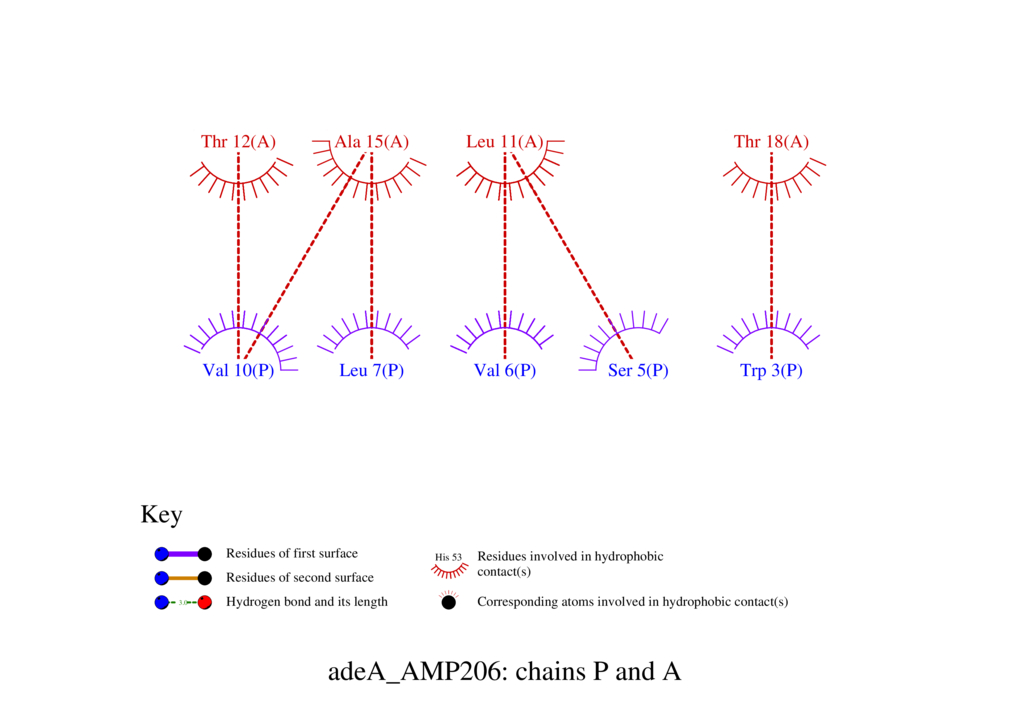 Thr 12(A) Ala 15(A) Leu 11(A) Thr 18(A)
Val 10(P) Leu 7(P) Val 6(P) Ser 5(P) Trp 3(P)
Key
Residues of first surface
Residues of second surface
3.0 Hydrogen bond and its length
His 53 Residues involved in hydrophobic
contact(s)
Corresponding atoms involved in hydrophobic contact(s)
adeA_AMP206: chains P and A